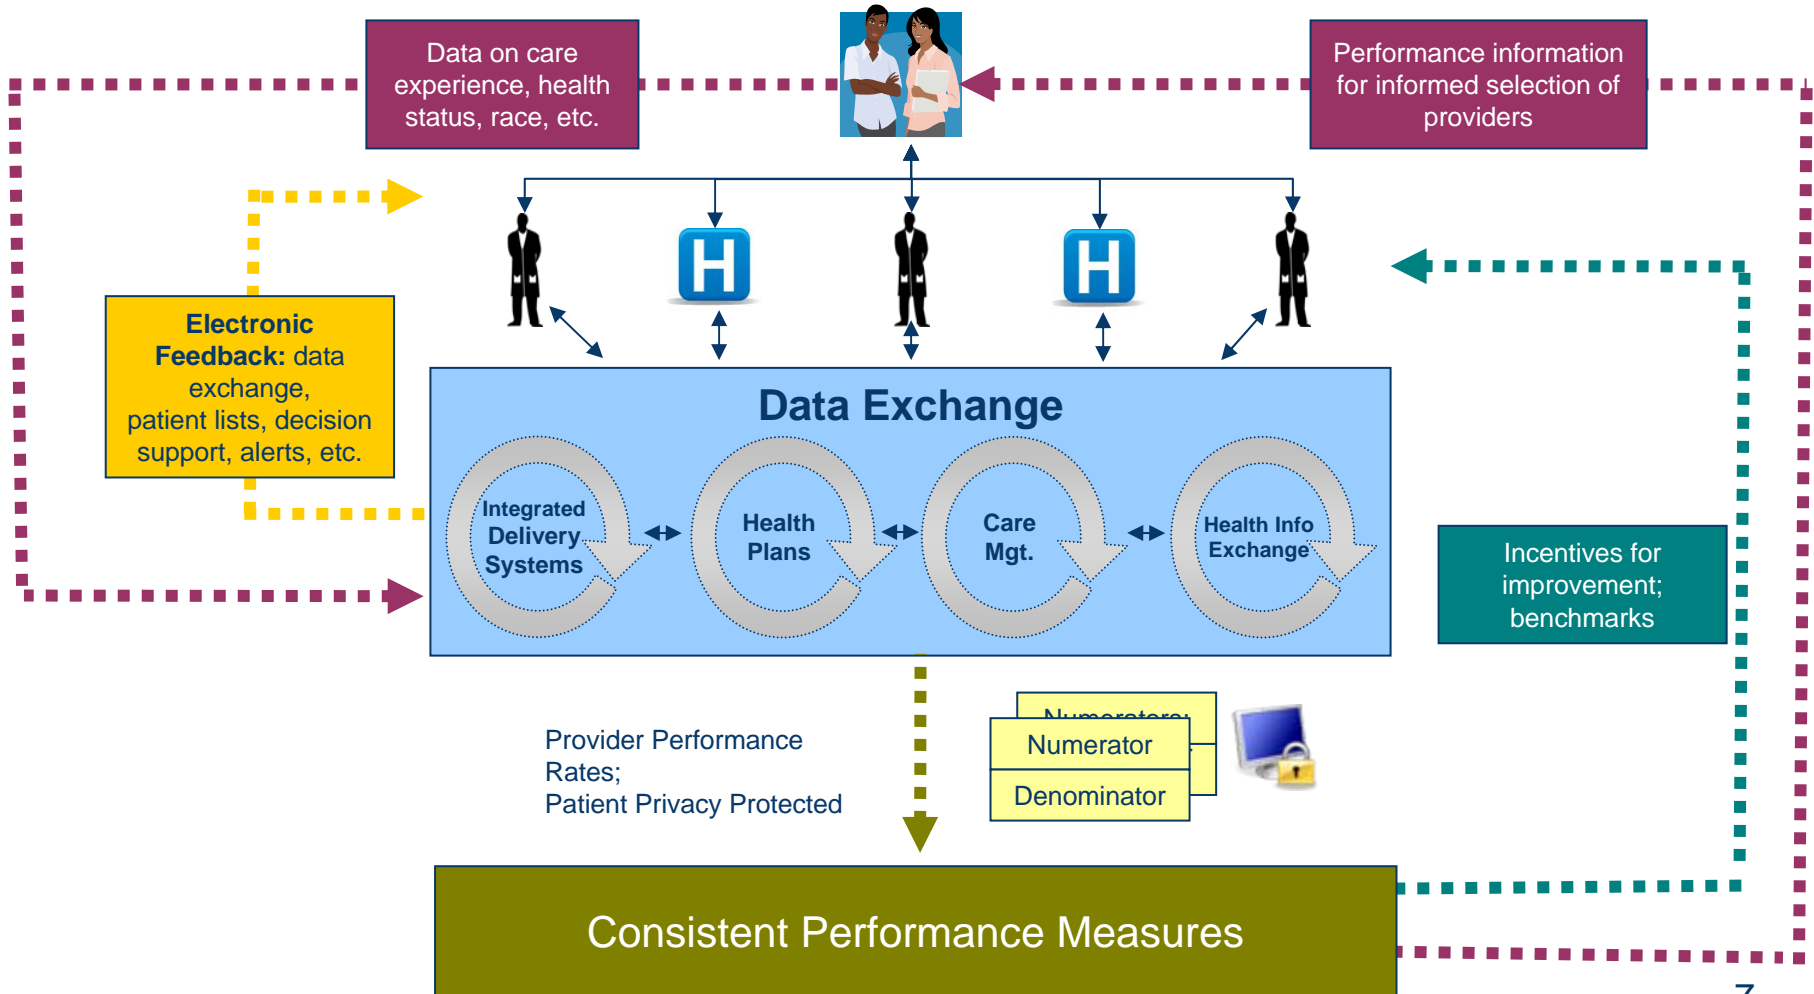 Data on care
experience, health
status, race, etc.
Performance information
for informed selection of
providers
H
H
Electronic
Feedback: data
exchange,
patient lists, decision
support, alerts, etc.
Data Exchange
Integrated
Delivery
Systems
Health
Plans
Care
Mgt.
Health Info
Exchange
Incentives for
improvement;
benchmarks
Provider Performance
Rates;
Patient Privacy Protected
Numerators;
Numerator
Denominator
Consistent Performance Measures
7